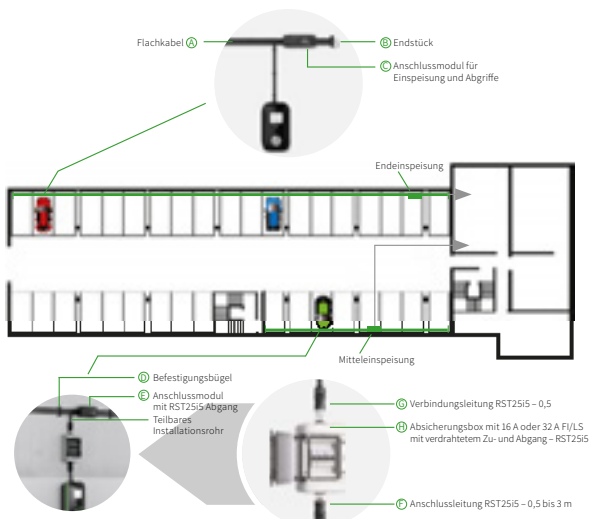 Flachkabel Ⓐ
Ⓑ Endstück
Ⓒ Anschlussmodul für
Einspeisung und Abgriffe
Endeinspeisung
Mitteleinspeisung
Ⓓ Befestigungsbügel
Ⓔ Anschlussmodul
mit RST25i5 Abgang
Teilbares
Installationsrohr
Ⓖ Verbindungsleitung RST25i5 – 0,5
Ⓗ Absicherungsbox mit 16 A oder 32 A FI/LS
mit verdrahtetem Zu- und Abgang – RST25i5
Ⓕ Anschlussleitung RST25i5 – 0,5 bis 3 m